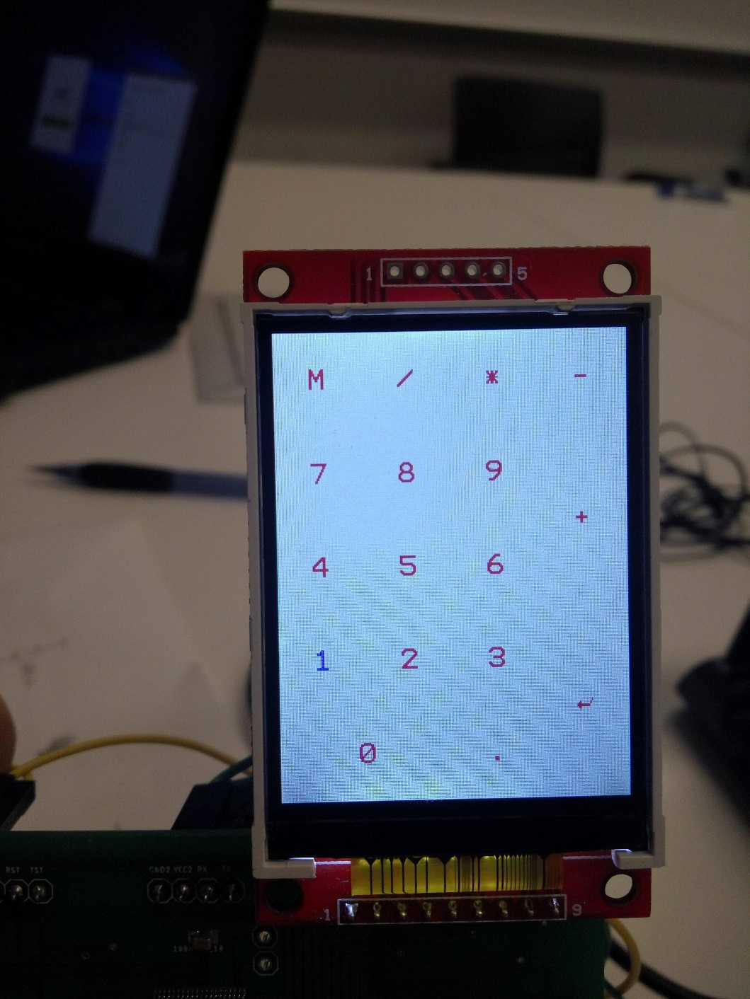 1 5
M / * -
7 8 9
+
4 5 6
1 2 3
↵
0 .
RST TST
GND2 VCC2 RX TX
1 9